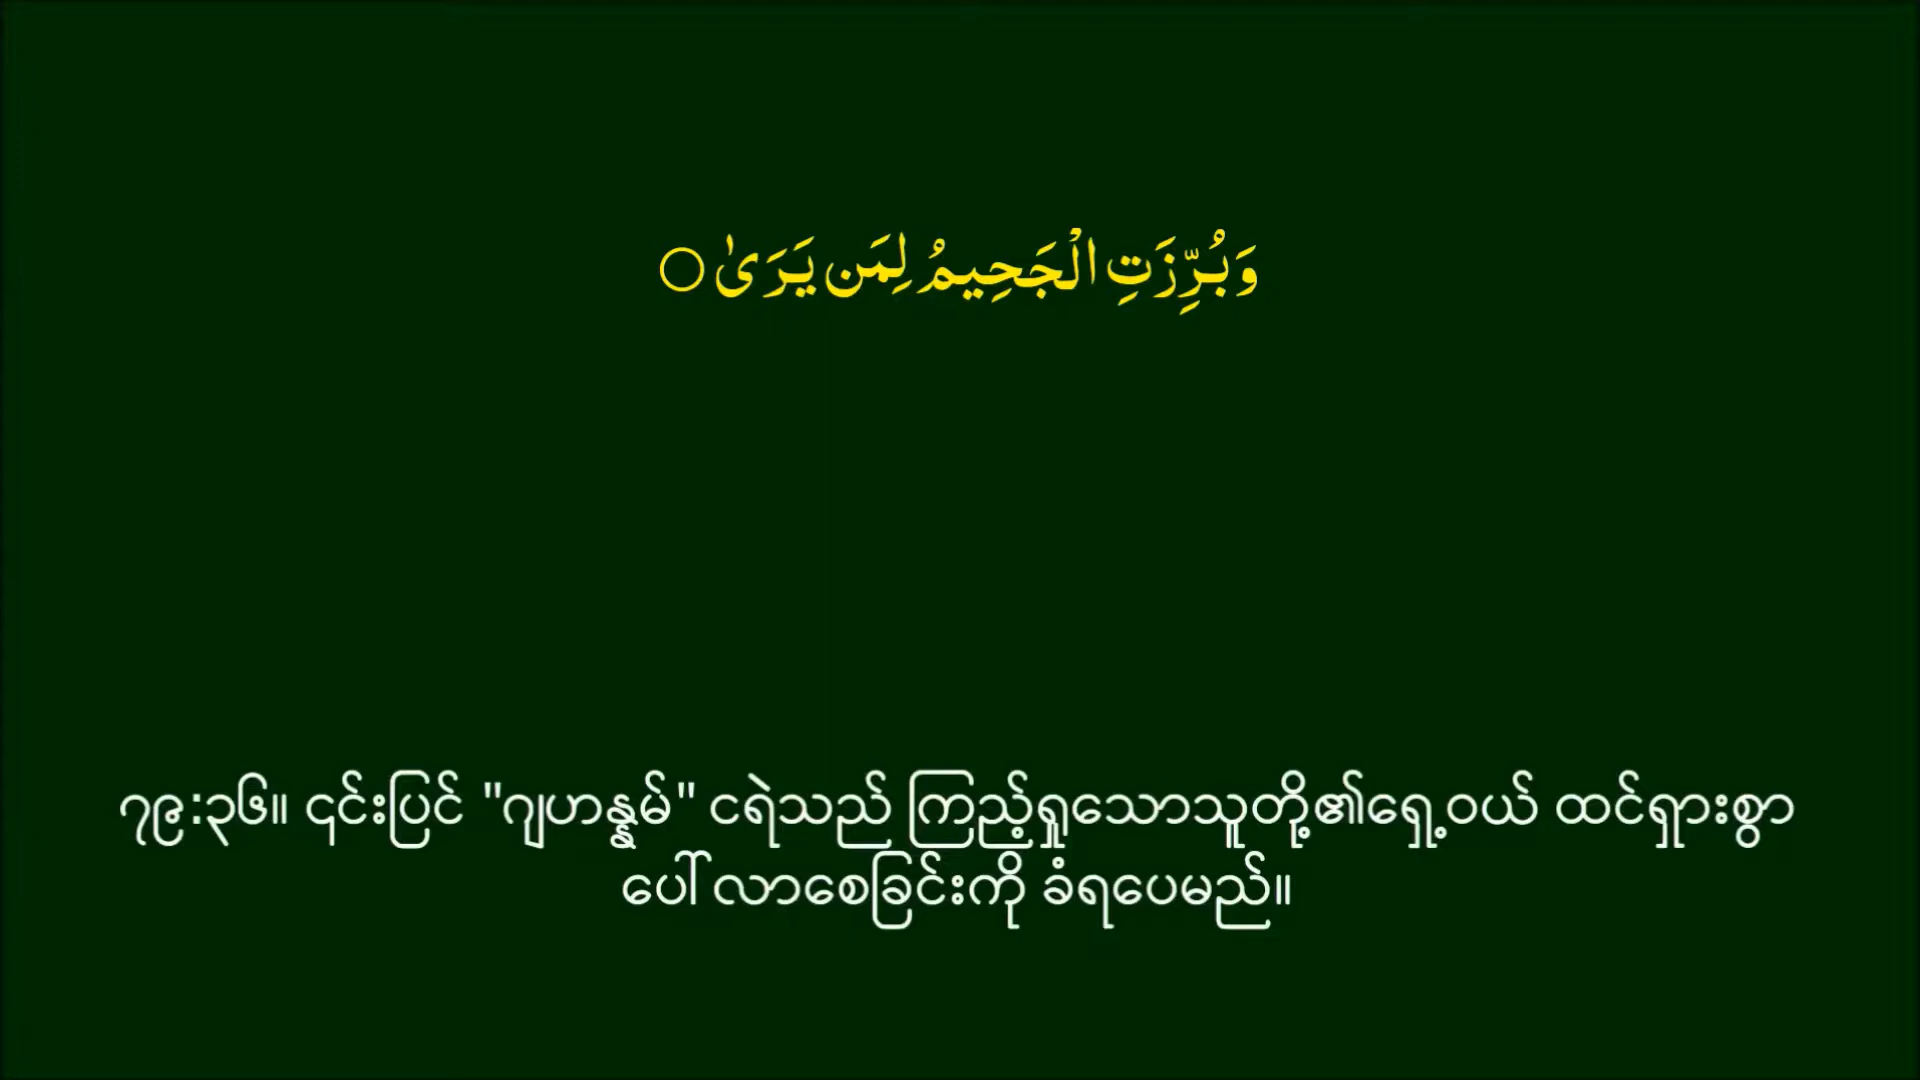 وَبُرِّزَتِ الْجَحِيمُ لِمَن يَرَىٰ ○
၇၉:၃၆။ ၎င်းပြင် "ဂျဟန္နမ်" ငရဲသည် ကြည့်ရှုသောသူတို့၏ရှေ့ဝယ် ထင်ရှားစွာ
ပေါ် လာစေခြင်းကို ခံရပေမည်။